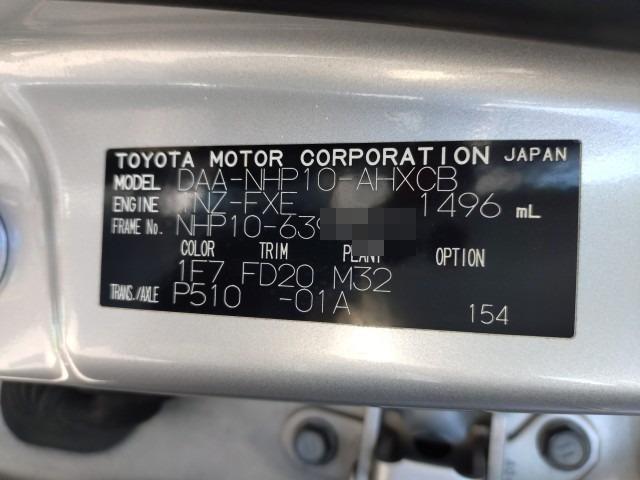 TOYOTA MOTOR CORPORATION JAPAN
MODEL DAA-NHP10-AHXCB
ENGINE 1NZ-FXE 1496 mL
FRAME No. NHP10-639
COLOR TRIM PLANT OPTION
1F7 FD20 M32
TRANS./AXLE P510 -01A
154